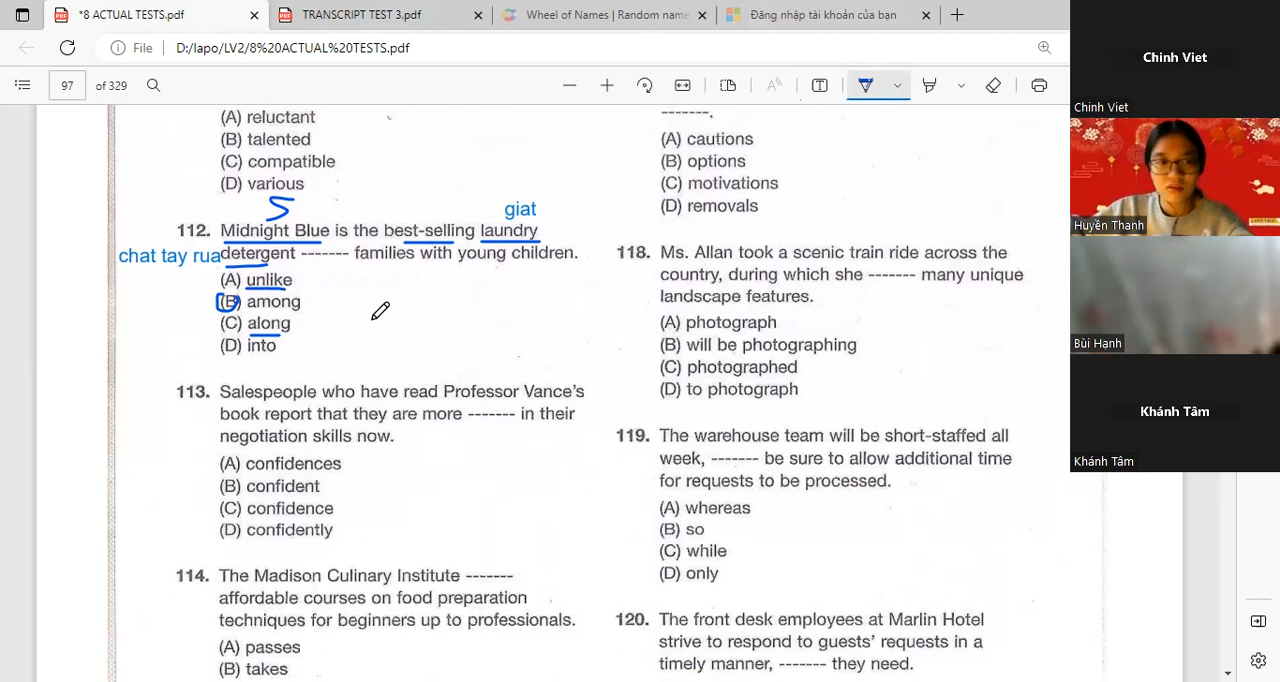 *8 ACTUAL TESTS.pdf
TRANSCRIPT TEST 3.pdf
Wheel of Names | Random name
Đăng nhập tài khoản của bạn
File
D:/lapo/LV2/8%20ACTUAL%20TESTS.pdf
97 of 329
(A) reluctant
(B) talented
(C) compatible
(D) various
S
giat
112. Midnight Blue is the best-selling laundry
chat tay rua
detergent ------- families with young children.
(A) unlike
(B) among
(C) along
(D) into
113. Salespeople who have read Professor Vance's
book report that they are more ------- in their
negotiation skills now.
(A) confidences
(B) confident
(C) confidence
(D) confidently
114. The Madison Culinary Institute -------
affordable courses on food preparation
techniques for beginners up to professionals.
(A) passes
(B) takes
-------.
(A) cautions
(B) options
(C) motivations
(D) removals
118. Ms. Allan took a scenic train ride across the
country, during which she ------- many unique
landscape features.
(A) photograph
(B) will be photographing
(C) photographed
(D) to photograph
119. The warehouse team will be short-staffed all
week, ------- be sure to allow additional time
for requests to be processed.
(A) whereas
(B) so
(C) while
(D) only
120. The front desk employees at Marlin Hotel
strive to respond to guests' requests in a
timely manner, ------- they need.
Chinh Viet
Chinh Viet
Huyền Thanh
Bùi Hạnh
Khánh Tâm
Khánh Tâm